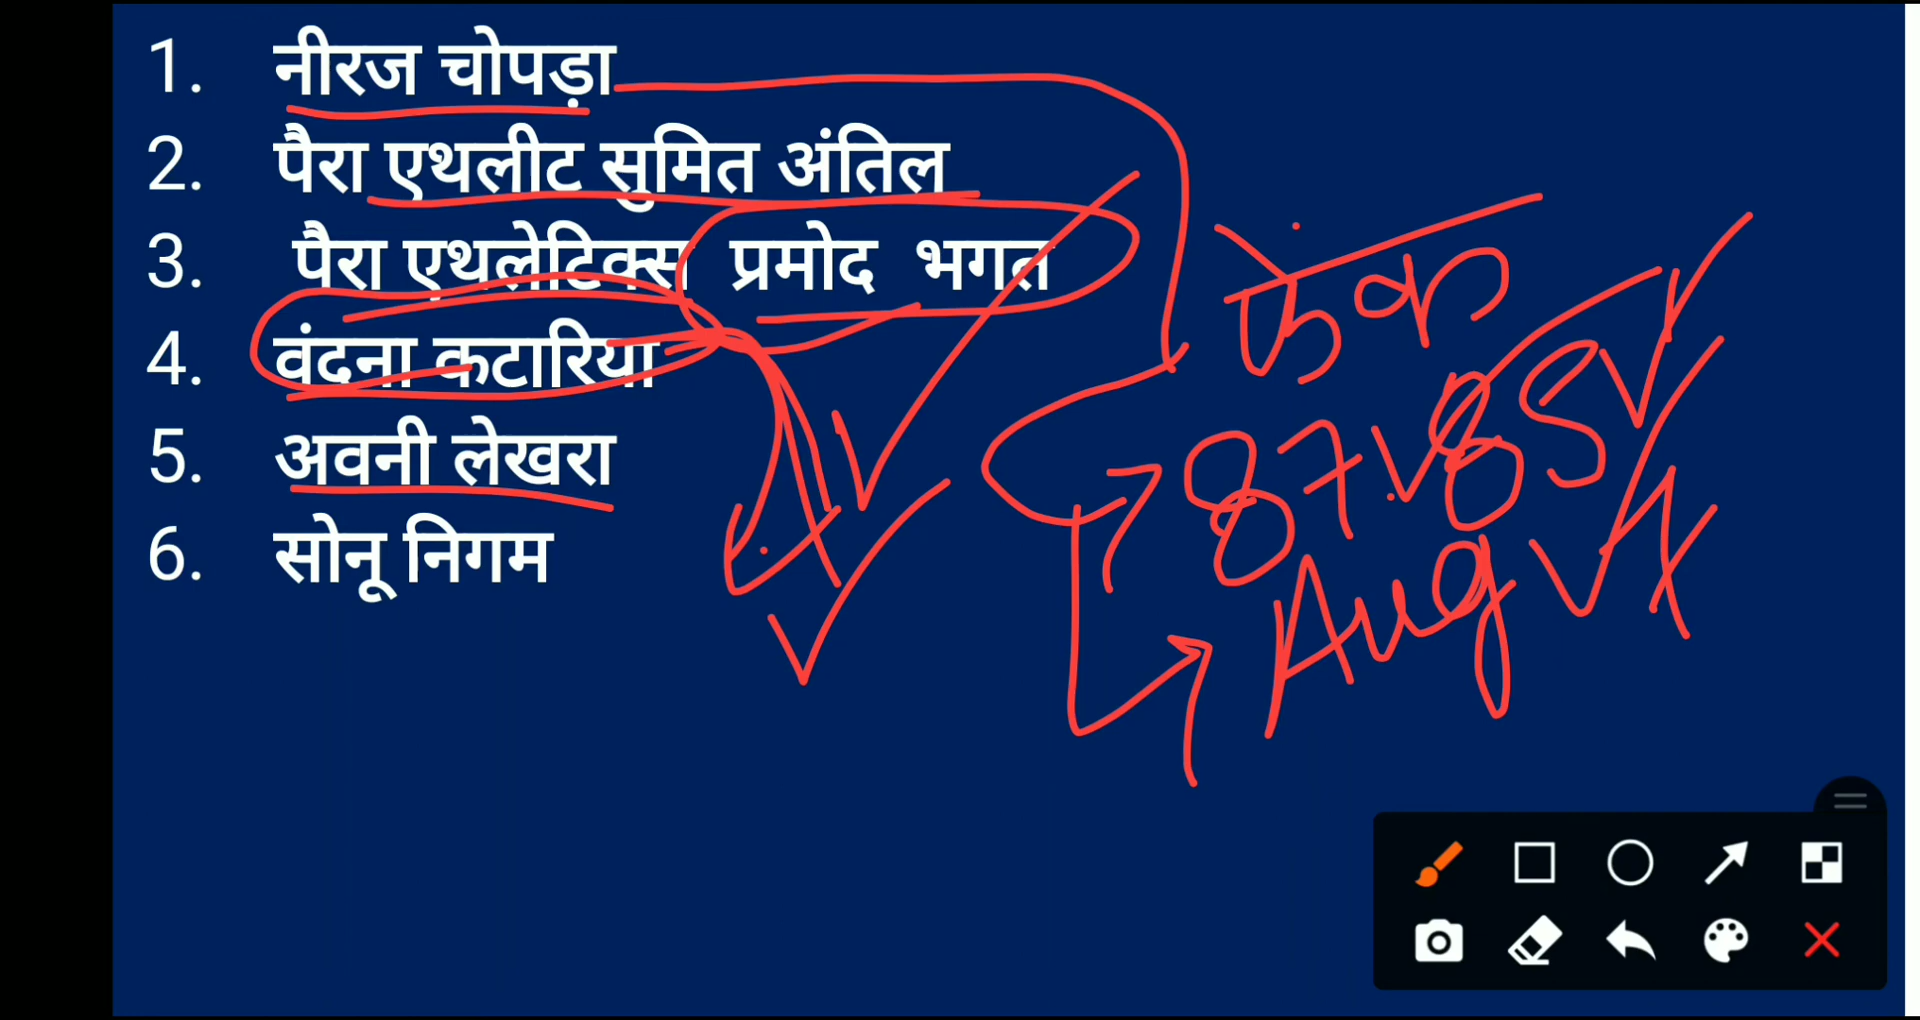 1. नीरज चोपड़ा
2. पैरा एथलीट सुमित अंतिल
3. पैरा एथलेटिक्स प्रमोद भगत
4. वंदना कटारिया
5. अवनी लेखरा
6. सोनू निगम
87
Aug